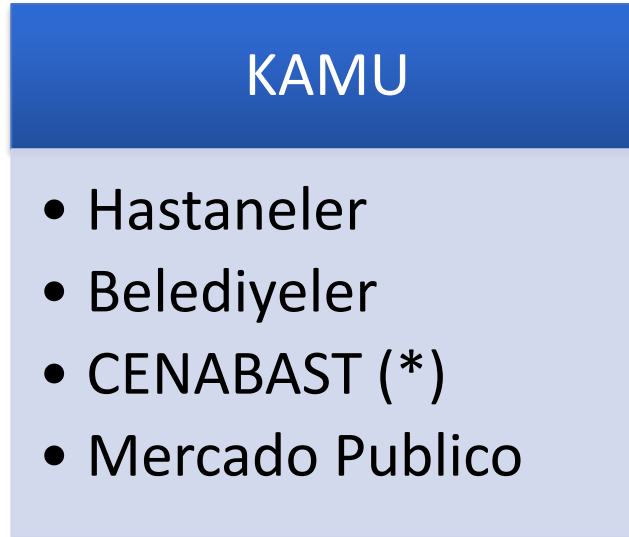 KAMU
• Hastaneler
• Belediyeler
• CENABAST (*)
• Mercado Publico